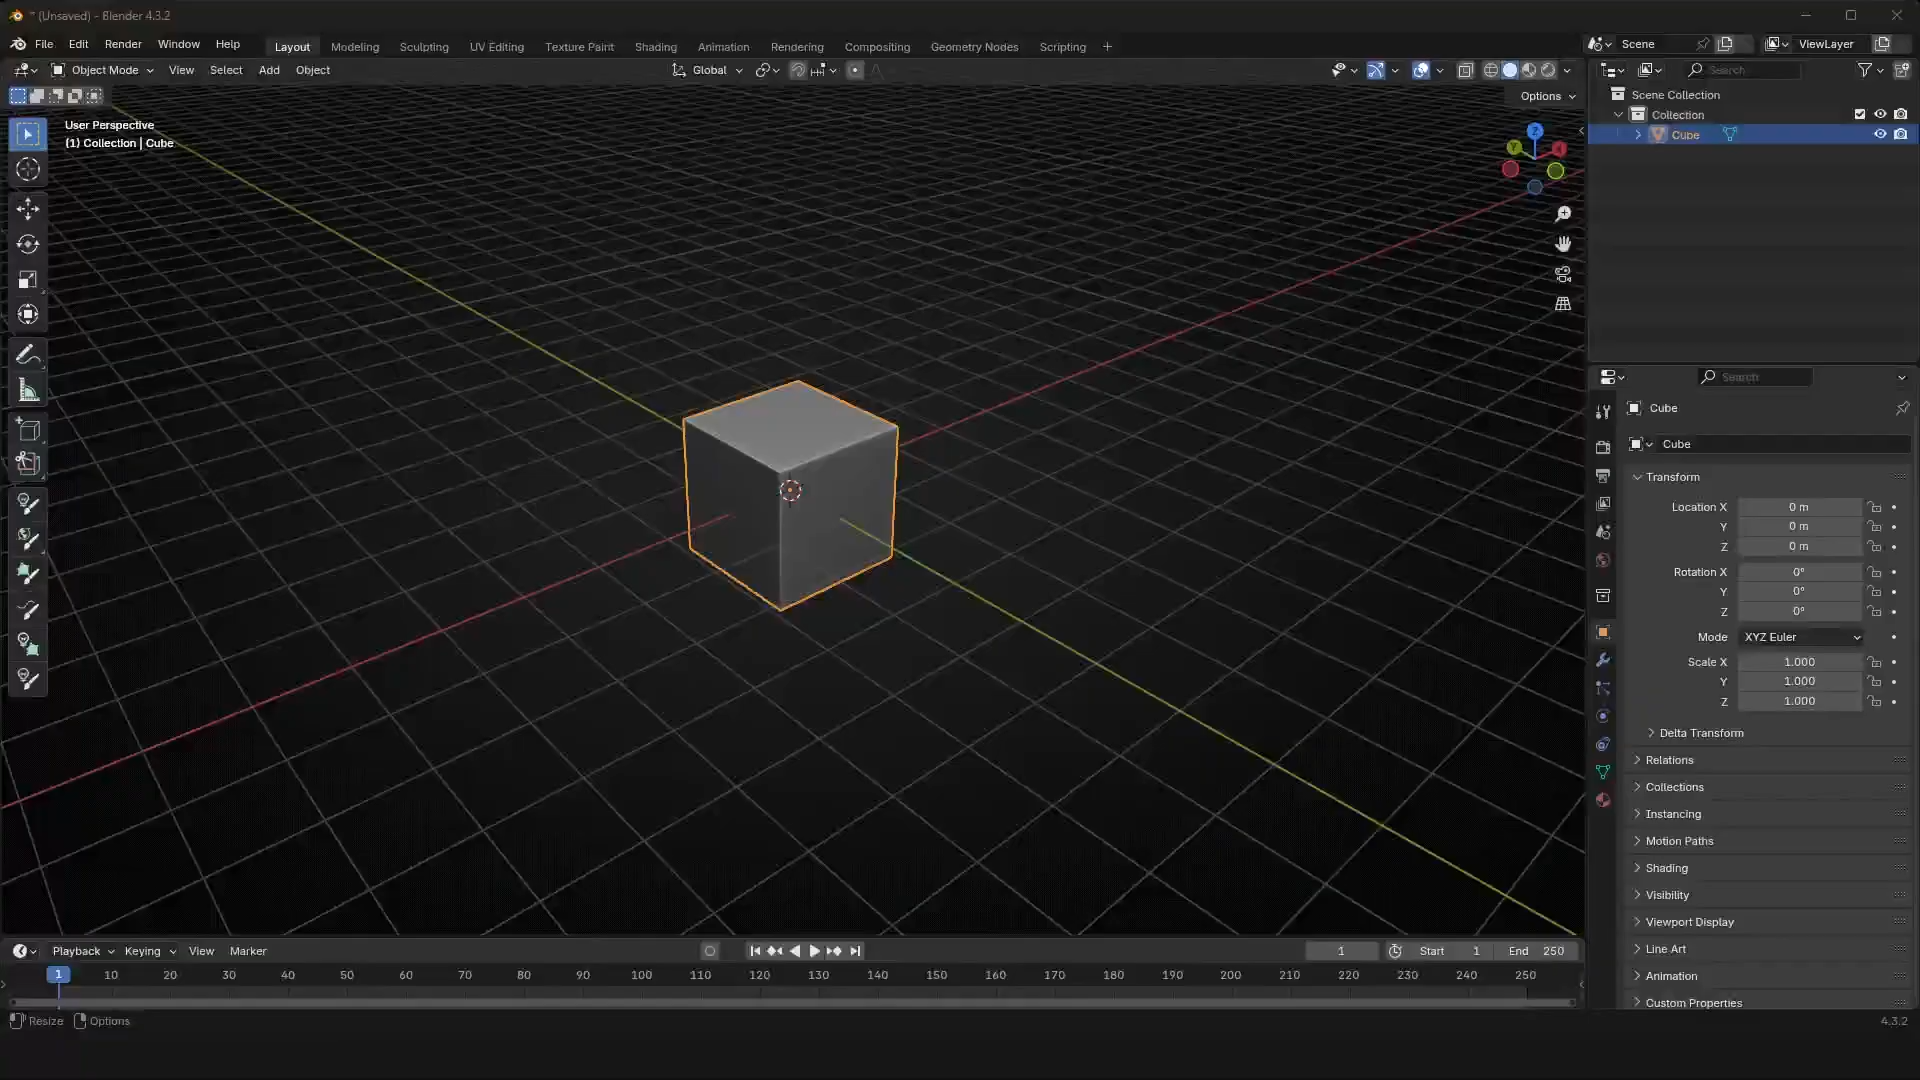 * (Unsaved) - Blender 4.3.2
File Edit Render Window Help Layout Modeling Sculpting UV Editing Texture Paint Shading Animation Rendering Compositing Geometry Nodes Scripting + Scene ViewLayer
Object Mode View Select Add Object Global Search
Options
User Perspective
(1) Collection | Cube
Z
Y
X
Scene Collection
Collection
Cube
Search
Cube
Cube
Transform
Location X 0 m
Y 0 m
Z 0 m
Rotation X 0°
Y 0°
Z 0°
Mode XYZ Euler
Scale X 1.000
Y 1.000
Z 1.000
Delta Transform
Relations
Collections
Instancing
Motion Paths
Shading
Visibility
Viewport Display
Line Art
Animation
Custom Properties
Playback Keying View Marker 1 Start 1 End 250
1 10 20 30 40 50 60 70 80 90 100 110 120 130 140 150 160 170 180 190 200 210 220 230 240 250
Resize Options 4.3.2